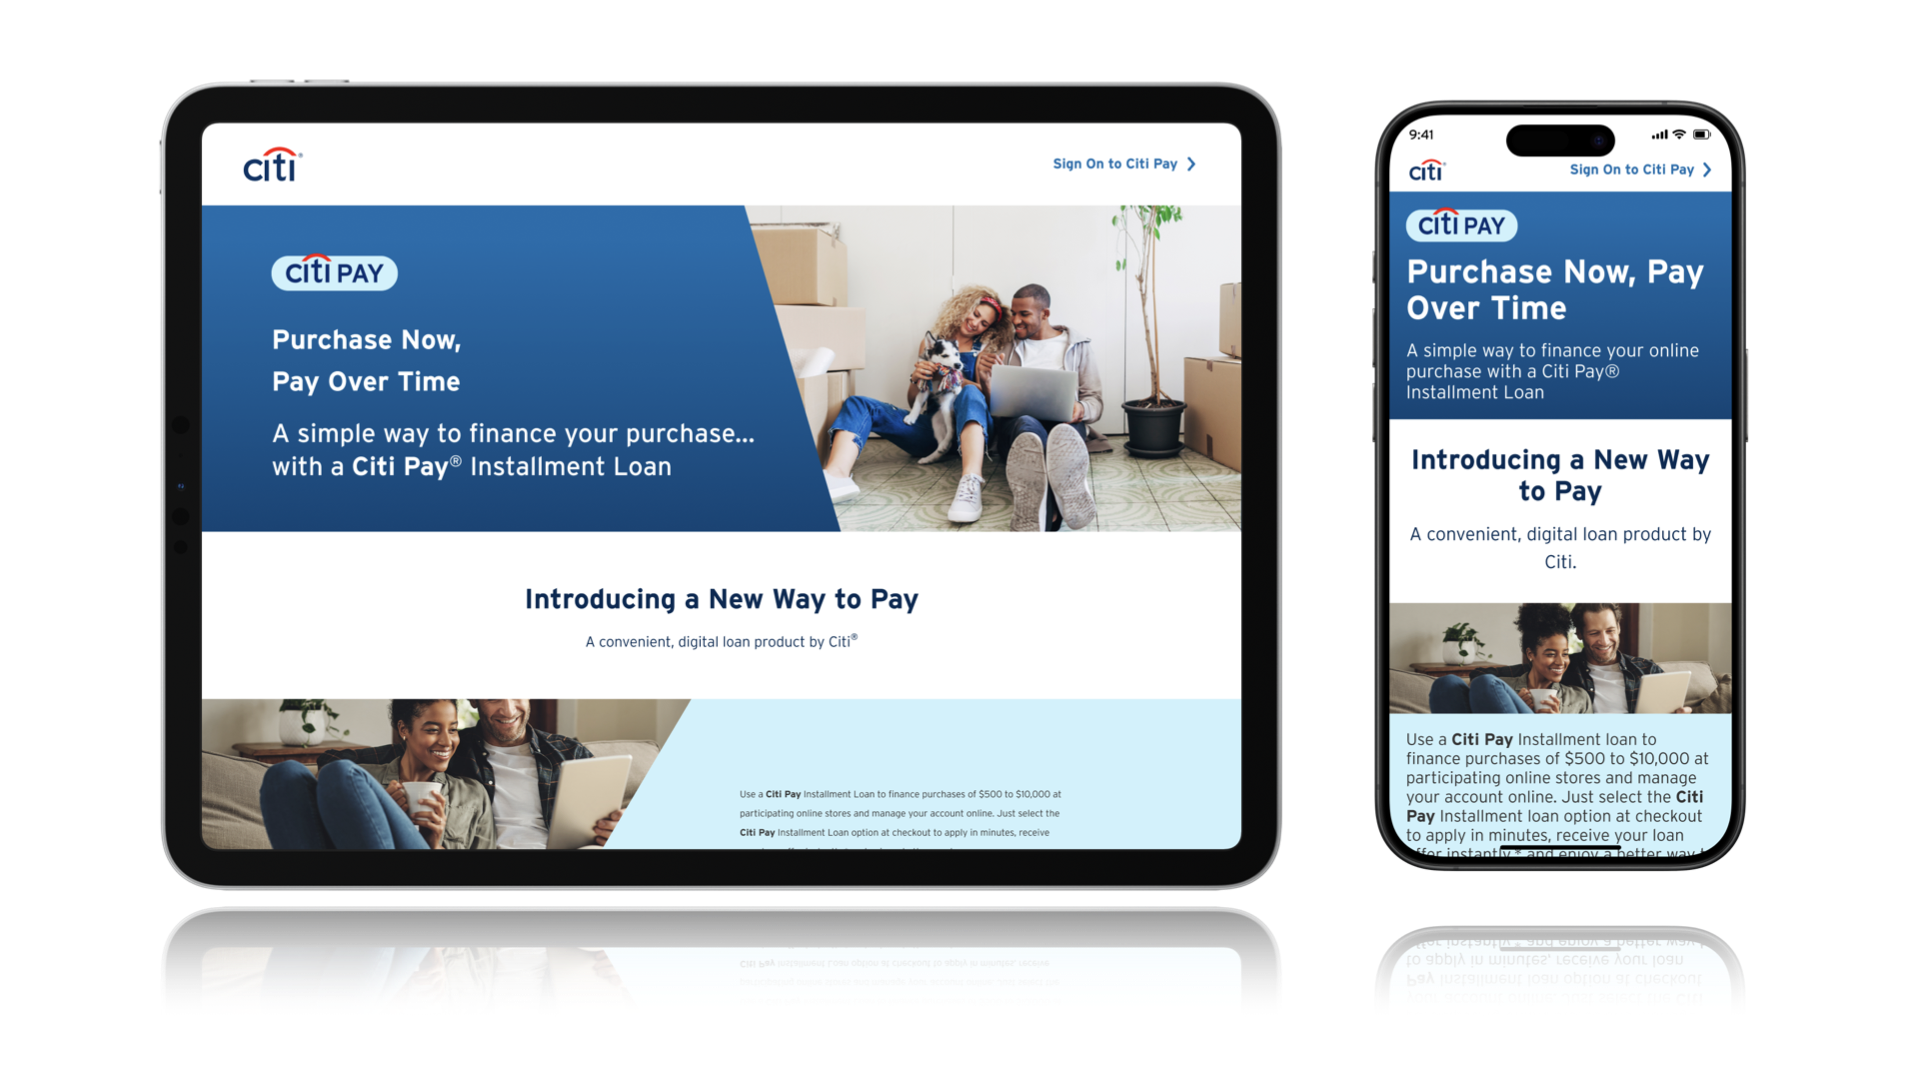 citi®
Sign On to Citi Pay
citi PAY
Purchase Now,
Pay Over Time
A simple way to finance your purchase...
with a Citi Pay® Installment Loan
Introducing a New Way to Pay
A convenient, digital loan product by Citi®
Use a Citi Pay Installment Loan to finance purchases of $500 to $10,000 at
participating online stores and manage your account online. Just select the
Citi Pay Installment Loan option at checkout to apply in minutes, receive
9:41
citi®
Sign On to Citi Pay
citi PAY
Purchase Now, Pay
Over Time
A simple way to finance your online
purchase with a Citi Pay®
Installment Loan
Introducing a New Way
to Pay
A convenient, digital loan product by
Citi.
Use a Citi Pay Installment loan to
finance purchases of $500 to $10,000 at
participating online stores and manage
your account online. Just select the Citi
Pay Installment loan option at checkout
to apply in minutes, receive your loan
offer instantly,* and enjoy a better way